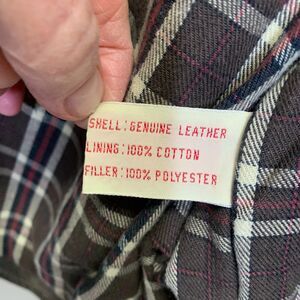 SHELL:GENUINE LEATHER
LINING:100% COTTON
FILLER:100% POLYESTER